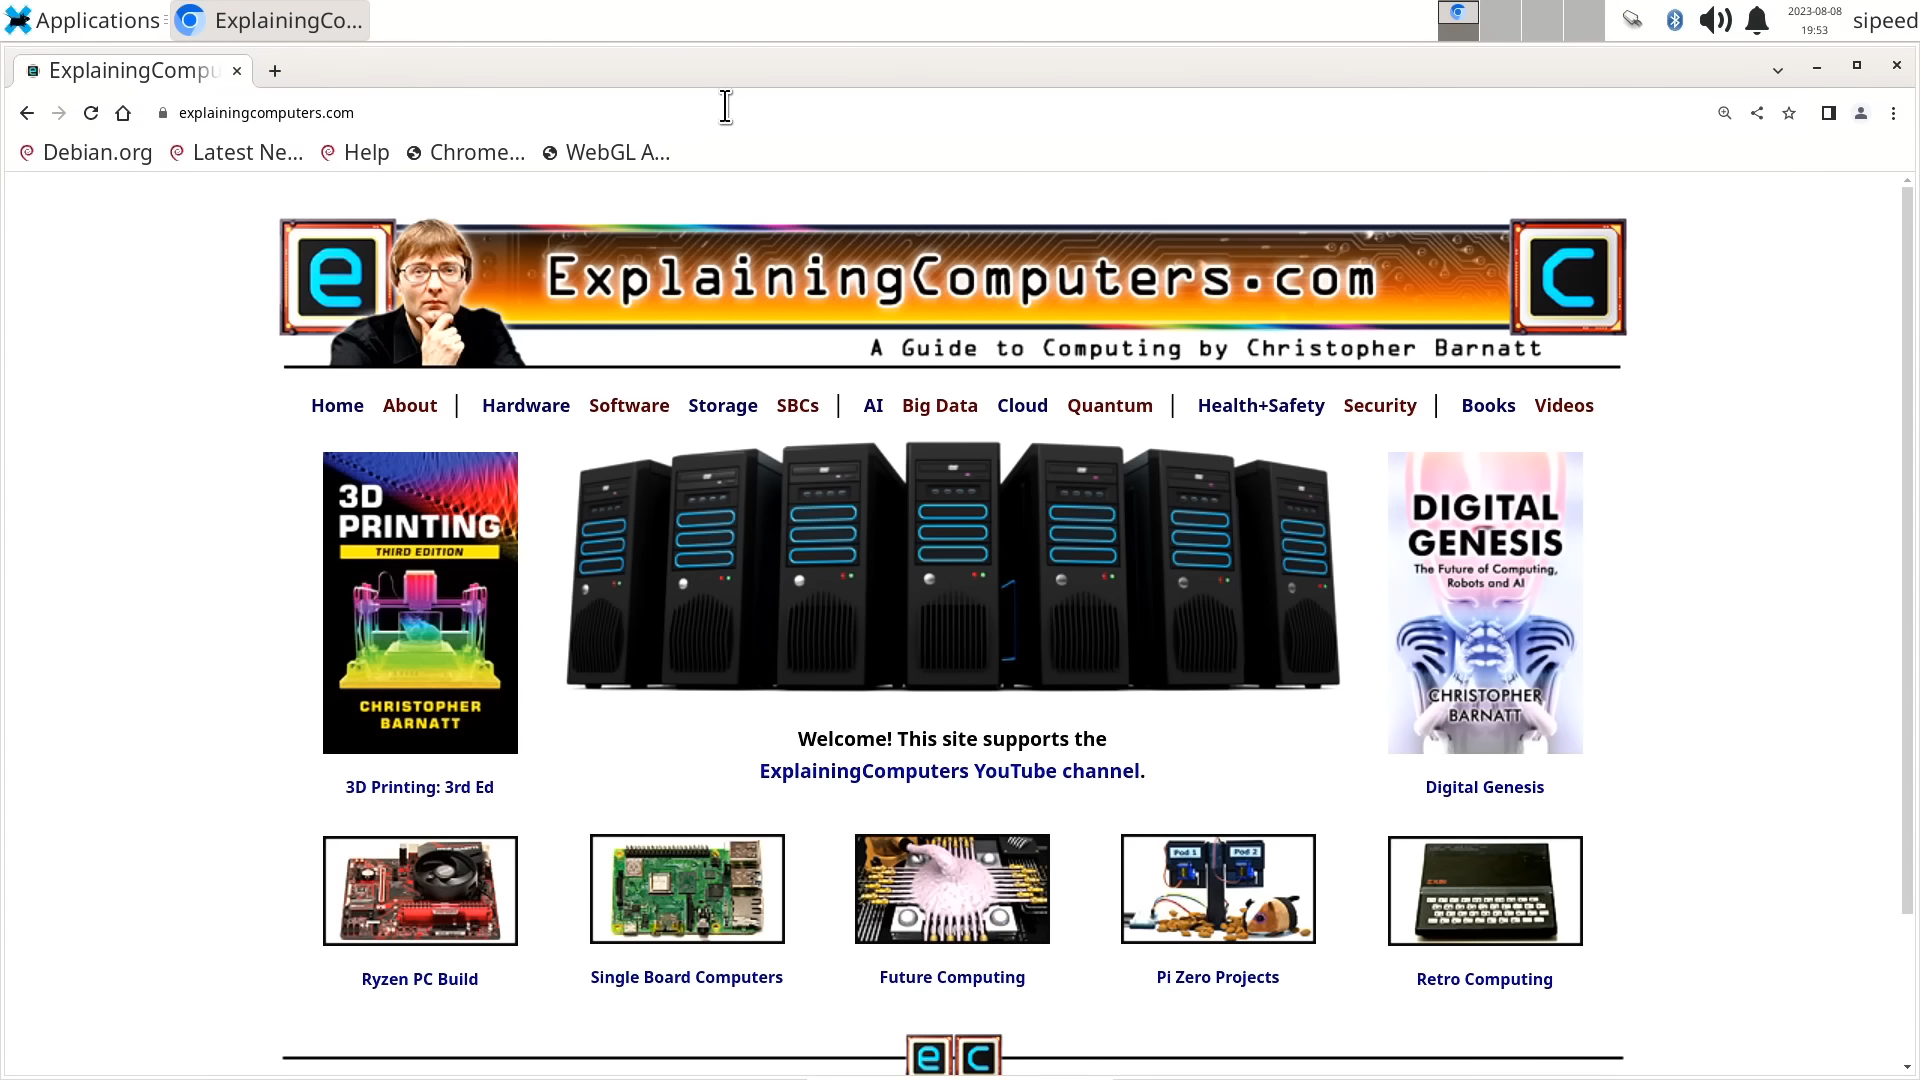 Applications ExplainingCo... 2023-08-08 sipeed
19:53
ExplainingCompu
explainingcomputers.com
Debian.org Latest Ne... Help Chrome... WebGL A...
e ExplainingComputers.com c
A Guide to Computing by Christopher Barnatt
Home About | Hardware Software Storage SBCs | AI Big Data Cloud Quantum | Health+Safety Security | Books Videos
3D
PRINTING
THIRD EDITION
CHRISTOPHER
BARNATT
3D Printing: 3rd Ed
Welcome! This site supports the
ExplainingComputers YouTube channel.
DIGITAL
GENESIS
The Future of Computing,
Robots and AI
CHRISTOPHER
BARNATT
Digital Genesis
Pod 1 Pod 2
Ryzen PC Build
Single Board Computers
Future Computing
Pi Zero Projects
Retro Computing
e c